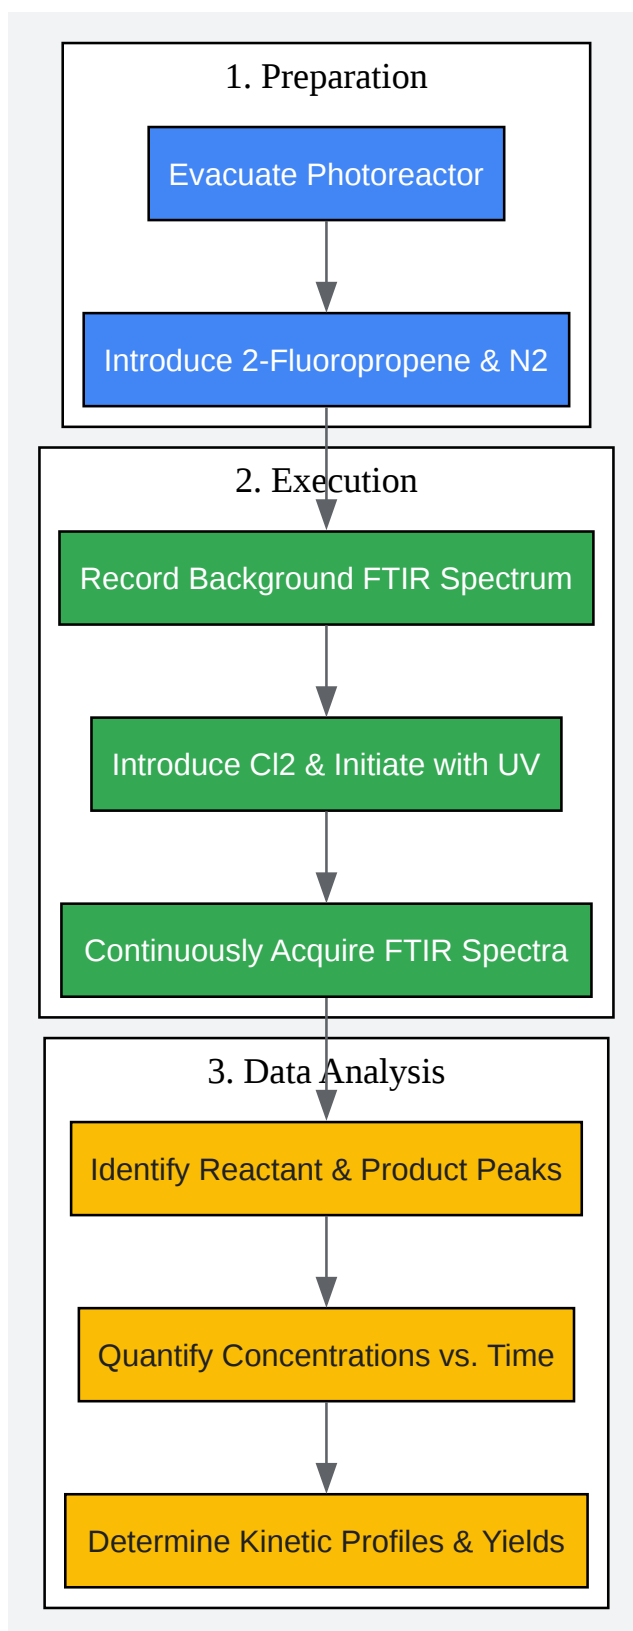 1. Preparation
Evacuate Photoreactor
Introduce 2-Fluoropropene & N2
2. Execution
Record Background FTIR Spectrum
Introduce Cl2 & Initiate with UV
Continuously Acquire FTIR Spectra
3. Data Analysis
Identify Reactant & Product Peaks
Quantify Concentrations vs. Time
Determine Kinetic Profiles & Yields